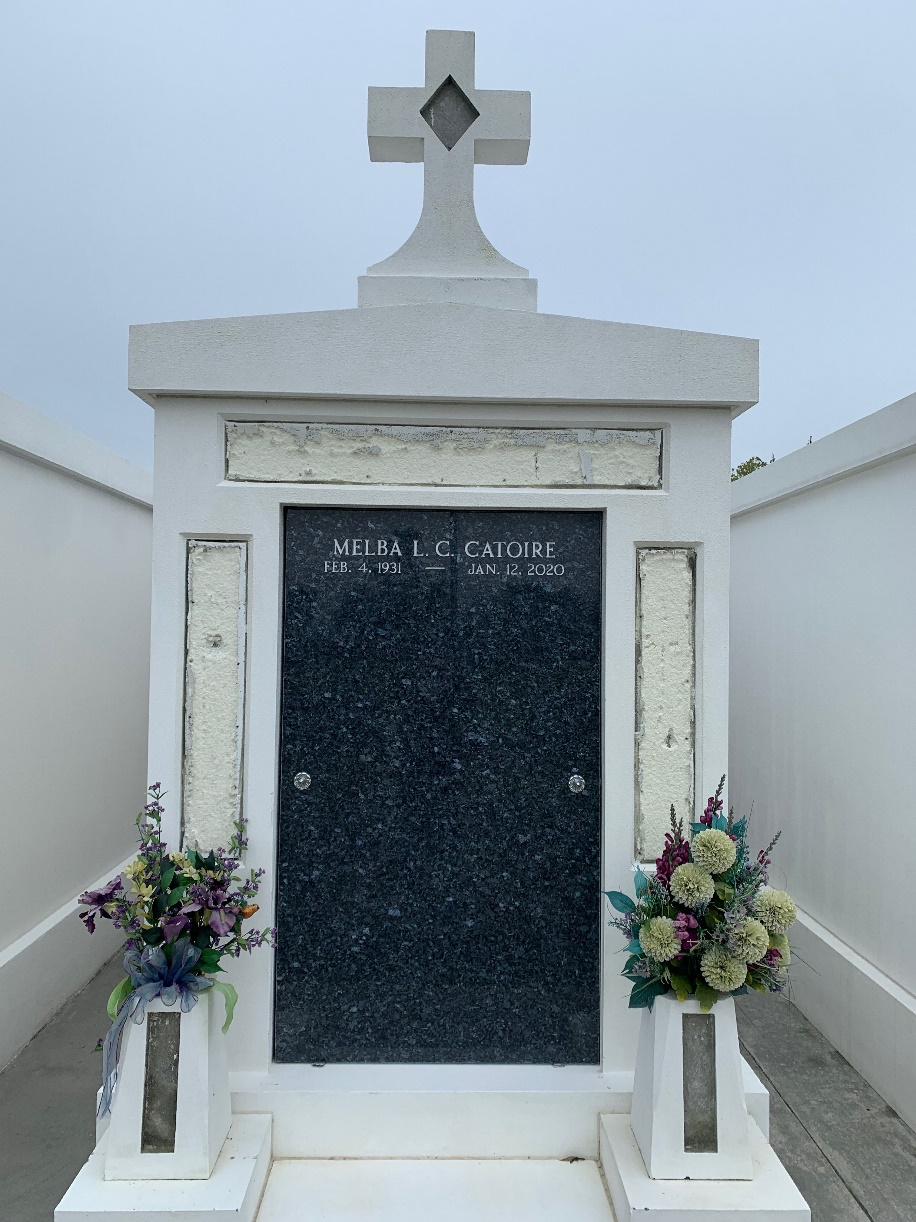 MELBA L. C. CATOIRE
FEB. 4, 1931 — JAN. 12, 2020